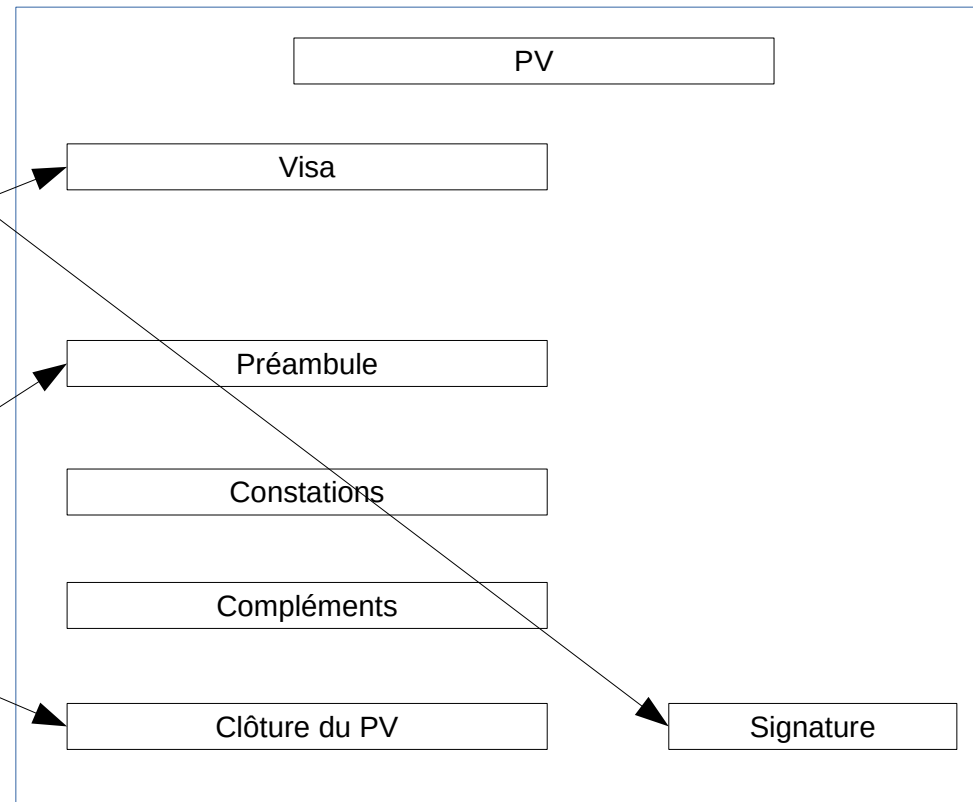 PV
Visa
Préambule
Constations
Compléments
Clôture du PV
Signature